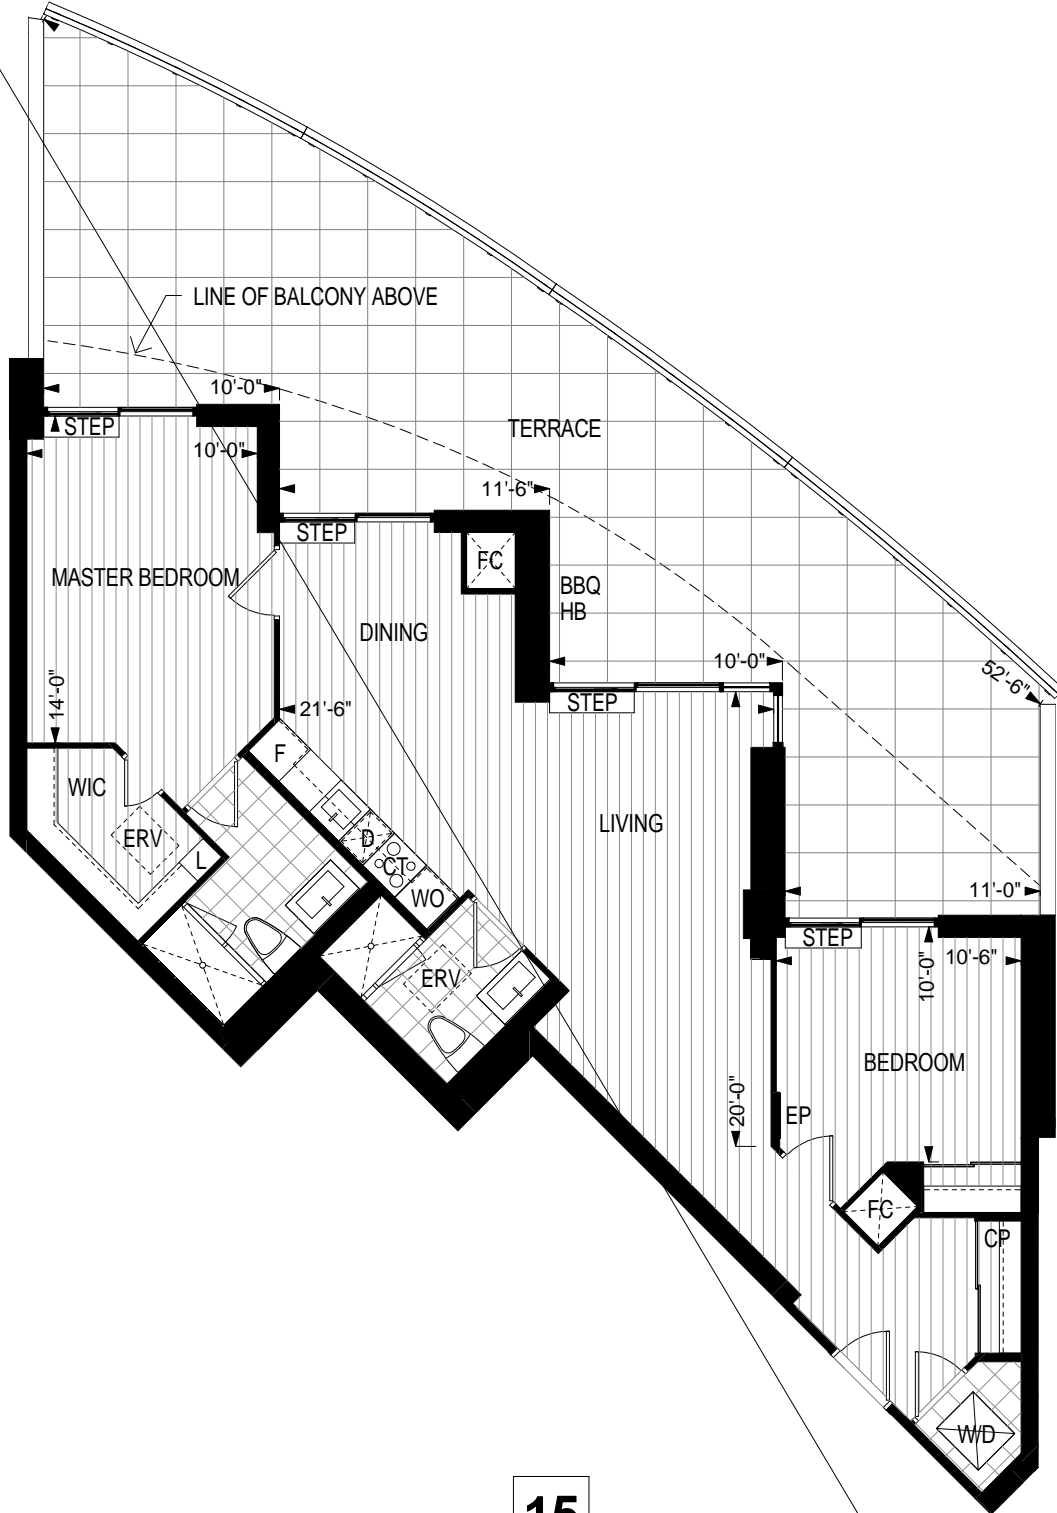 LINE OF BALCONY ABOVE
10'-0"
STEP
10'-0"
TERRACE
11'-6"
STEP
FC
MASTER BEDROOM
BBQ
HB
DINING
10'-0"
52'-6"
14'-0"
21'-6"
STEP
F
WIC
ERV
L
D
CT
WO
LIVING
11'-0"
STEP
10'-0"
10'-6"
ERV
BEDROOM
20'-0"
EP
FC
CP
W/D
15